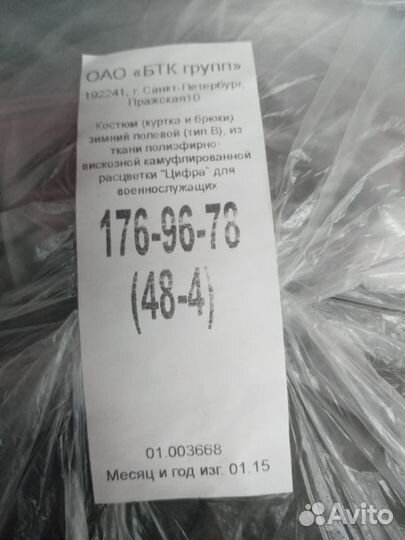 ОАО «БТК групп»
192241, г. Санкт-Петербург,
Пражская10
Костюм (куртка и брюки)
зимний полевой (тип В), из
ткани полиэфирно-
вискозной камуфлированной
расцветки "Цифра" для
военнослужащих
176-96-78
(48-4)
01.003668
Месяц и год изг. 01.15
Avito